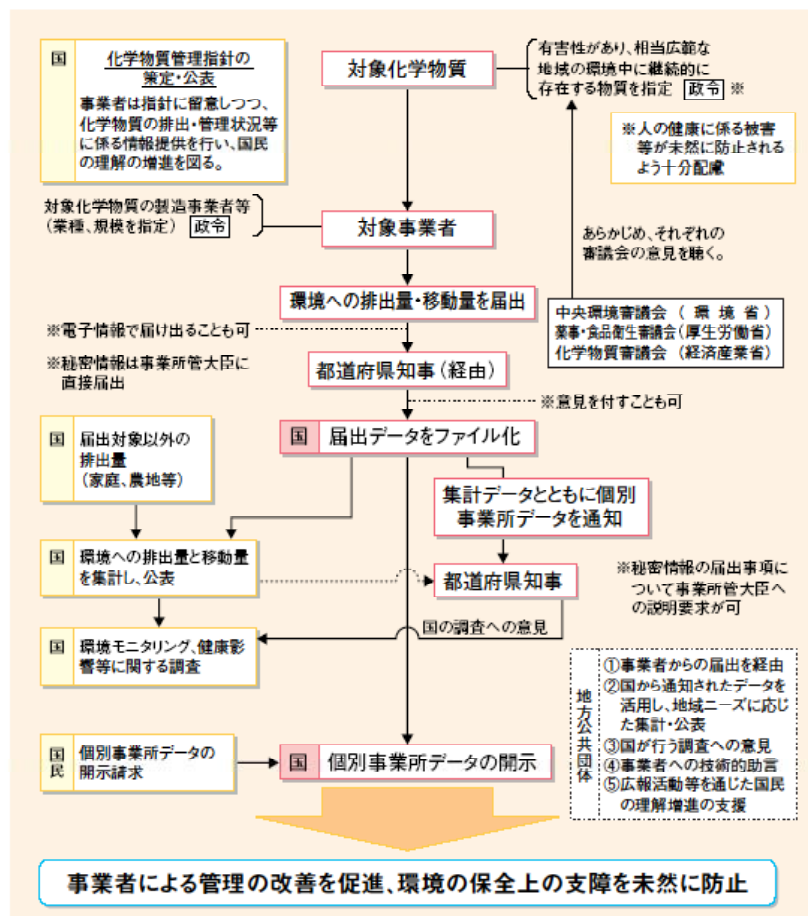 国
化学物質管理指針の
策定・公表
事業者は指針に留意しつつ、
化学物質の排出・管理状況等
に係る情報提供を行い、国民
の理解の増進を図る。
対象化学物質
有害性があり、相当広範な
地域の環境中に継続的に
存在する物質を指定 政令 ※
※人の健康に係る被害
等が未然に防止される
よう十分配慮
対象化学物質の製造事業者等
(業種、規模を指定) 政令
対象事業者
あらかじめ、それぞれの
審議会の意見を聴く。
環境への排出量・移動量を届出
中央環境審議会(環境省)
薬事・食品衛生審議会(厚生労働省)
化学物質審議会(経済産業省)
※電子情報で届け出ることも可
※秘密情報は事業所管大臣に
直接届出
都道府県知事(経由)
※意見を付すことも可
国 届出データをファイル化
国
届出対象以外の
排出量
(家庭、農地等)
集計データとともに個別
事業所データを通知
国
環境への排出量と移動量
を集計し、公表
都道府県知事
※秘密情報の届出事項に
ついて事業所管大臣へ
の説明要求が可
国の調査への意見
国
環境モニタリング、健康影
響等に関する調査
地方公共団体
①事業者からの届出を経由
②国から通知されたデータを
活用し、地域ニーズに応じ
た集計・公表
③国が行う調査への意見
④事業者への技術的助言
⑤広報活動等を通じた国民
の理解増進の支援
国民
個別事業所データの
開示請求
国 個別事業所データの開示
事業者による管理の改善を促進、環境の保全上の支障を未然に防止